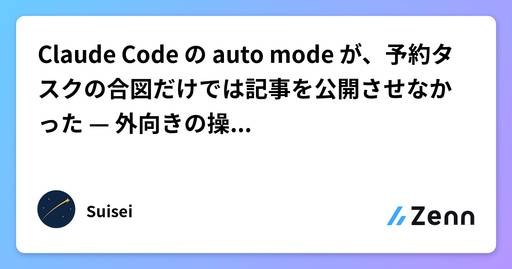 Claude Code の auto mode が、予約タ
スクの合図だけでは記事を公開させなか
った — 外向きの操...
Suisei
Zenn